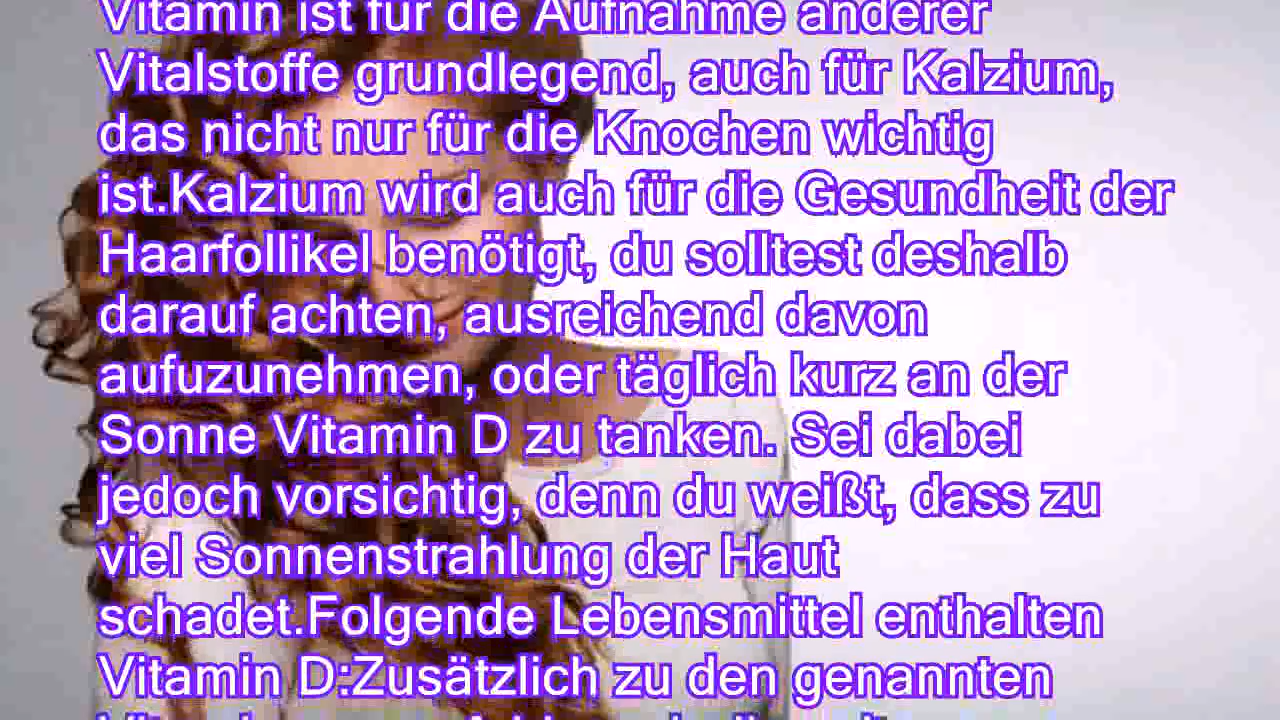 Vitamin ist für die Aufnahme anderer
Vitalstoffe grundlegend, auch für Kalzium,
das nicht nur für die Knochen wichtig
ist.Kalzium wird auch für die Gesundheit der
Haarfollikel benötigt, du solltest deshalb
darauf achten, ausreichend davon
aufuzunehmen, oder täglich kurz an der
Sonne Vitamin D zu tanken. Sei dabei
jedoch vorsichtig, denn du weißt, dass zu
viel Sonnenstrahlung der Haut
schadet.Folgende Lebensmittel enthalten
Vitamin D:Zusätzlich zu den genannten